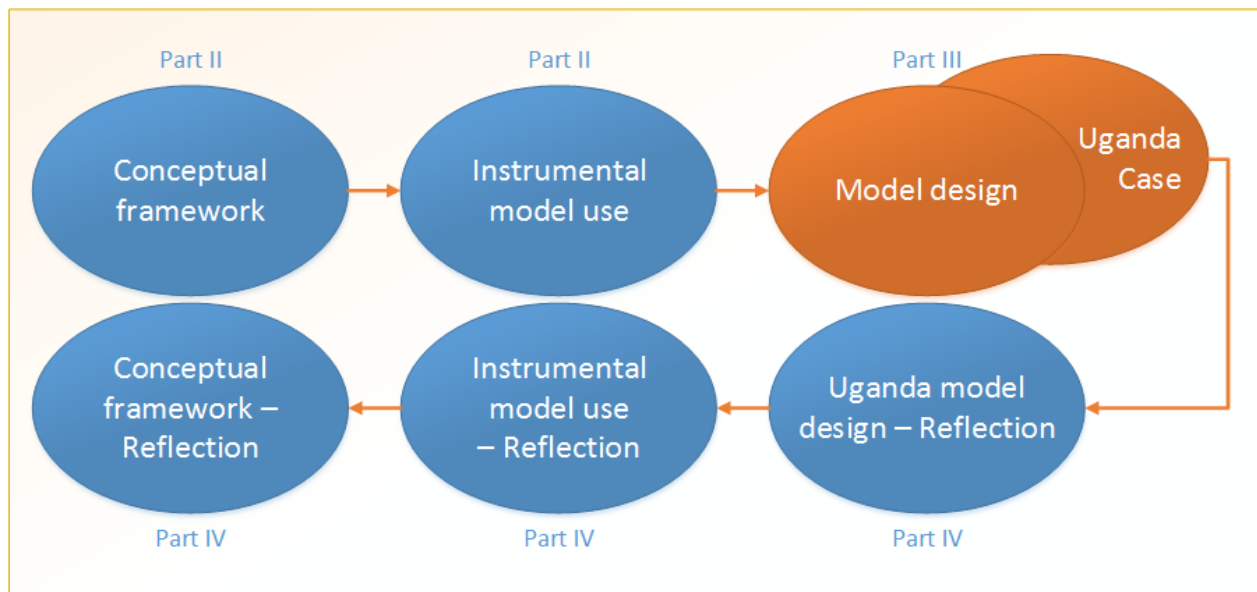 Part II
Part II
Part III
Conceptual
framework
Instrumental
model use
Model design
Uganda
Case
Conceptual
framework –
Reflection
Instrumental
model use
– Reflection
Uganda model
design – Reflection
Part IV
Part IV
Part IV